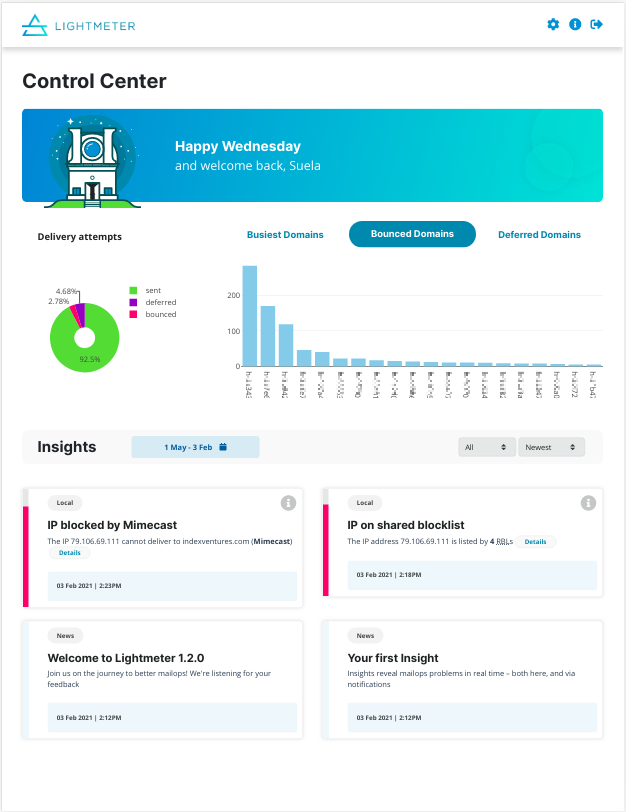 LIGHTMETER
Control Center
Happy Wednesday
and welcome back, Suela
Delivery attempts
Busiest Domains
Bounced Domains
Deferred Domains
4.68%
2.78%
92.5%
sent
deferred
bounced
200
100
0
Insights
1 May - 3 Feb
All
Newest
Local
IP blocked by Mimecast
The IP 79.106.69.111 cannot deliver to indexventures.com (Mimecast)
Details
03 Feb 2021 | 2:23PM
Local
IP on shared blocklist
The IP address 79.106.69.111 is listed by 4 RBLs Details
03 Feb 2021 | 2:18PM
News
Welcome to Lightmeter 1.2.0
Join us on the journey to better mailops! We're listening for your
feedback
03 Feb 2021 | 2:12PM
News
Your first Insight
Insights reveal mailops problems in real time – both here, and via
notifications
03 Feb 2021 | 2:12PM